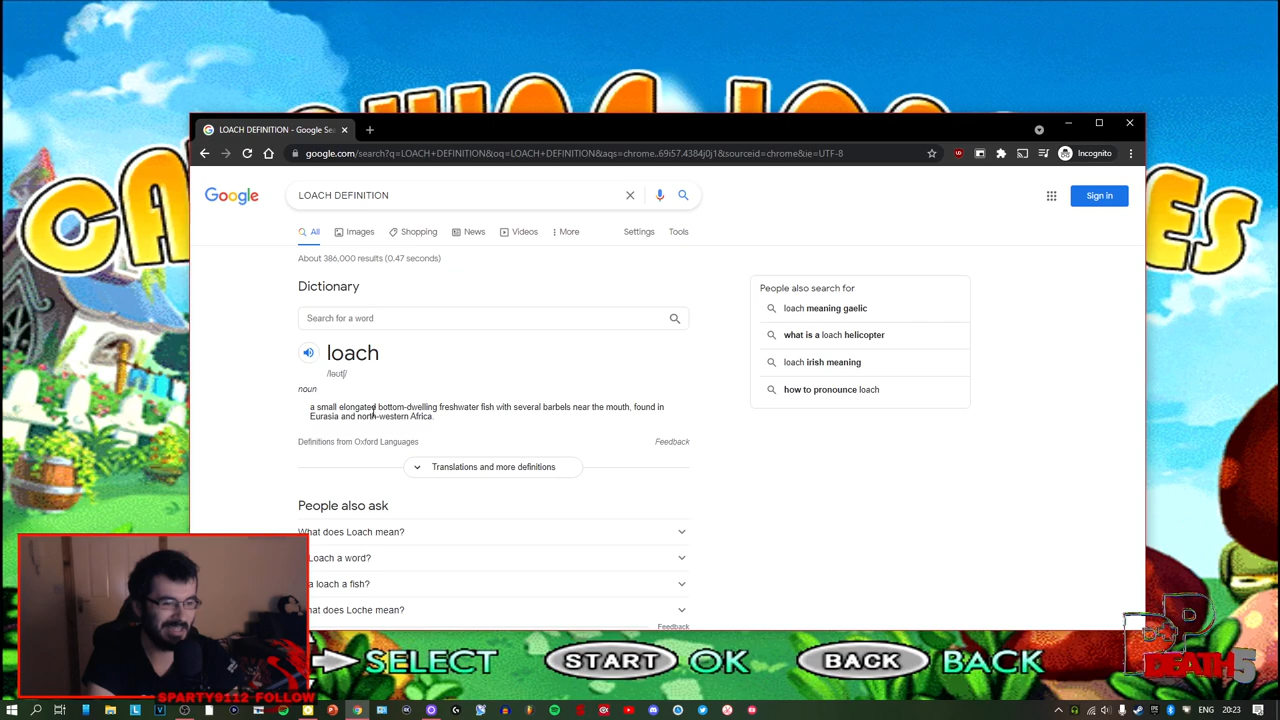 LOACH DEFINITION - Google Sea
google.com/search?q=LOACH+DEFINITION&oq=LOACH+DEFINITION&aqs=chrome..69i57.4384j0j1&sourceid=chrome&ie=UTF-8
Incognito
Google
LOACH DEFINITION
Sign in
All
Images
Shopping
News
Videos
More
Settings
Tools
About 386,000 results (0.47 seconds)
Dictionary
Search for a word
loach
/ləʊtʃ/
noun
a small elongated bottom-dwelling freshwater fish with several barbels near the mouth, found in
Eurasia and north-western Africa.
Definitions from Oxford Languages
Feedback
Translations and more definitions
People also ask
What does Loach mean?
Loach a word?
a loach a fish?
hat does Loche mean?
Feedback
People also search for
loach meaning gaelic
what is a loach helicopter
loach irish meaning
how to pronounce loach
SELECT
START OK
BACK BACK
DEATH 5
SPARTY9112 FOLLOW
ENG
20:23